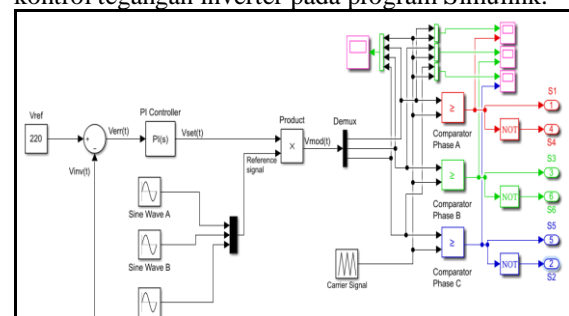 kontrol tegangan inverter pada program Simulink.
S1
Vref
PI Controller
Product
Demux
1
220
+
-
Verr(t)
PI(s)
Vset(t)
×
Vmod(t)
≥
Comparator
Phase A
NOT
4
S4
Vinv(t)
Reference
signal
S3
3
≥
Comparator
Phase B
NOT
6
S6
Sine Wave A
S5
5
≥
Comparator
Phase C
NOT
2
S2
Sine Wave B
Carrier Signal